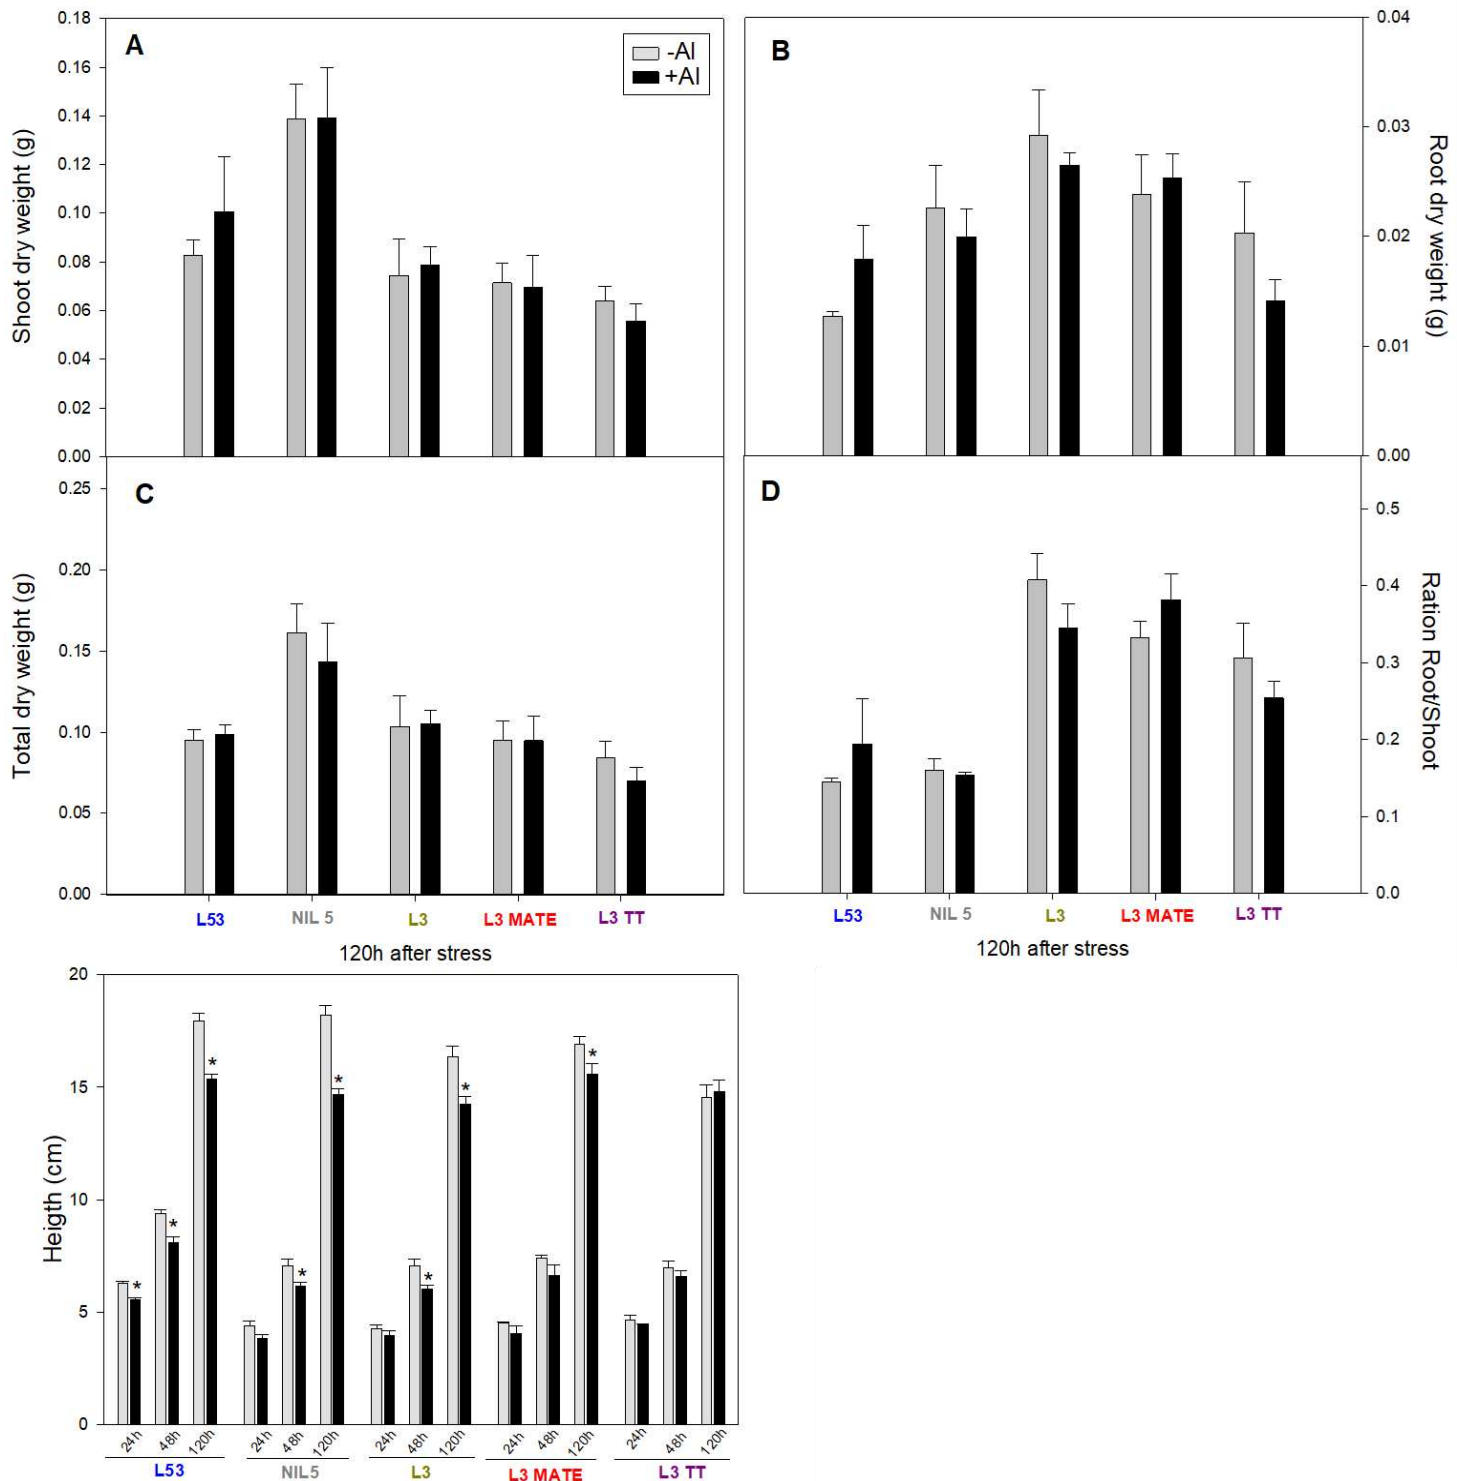 A
-Al
+Al
Shoot dry weight (g)
0.18
0.16
0.14
0.12
0.10
0.08
0.06
0.04
0.02
0.00
B
Root dry weight (g)
0.04
0.03
0.02
0.01
0.00
C
Total dry weight (g)
0.25
0.20
0.15
0.10
0.05
0.00
L53 NIL 5 L3 L3 MATE L3 TT
120h after stress
D
Ration Root/Shoot
0.5
0.4
0.3
0.2
0.1
0.0
L53 NIL 5 L3 L3 MATE L3 TT
120h after stress
Heigth (cm)
20
15
10
5
0
* * * * * * * *
24h 48h 120h 24h 48h 120h 24h 48h 120h 24h 48h 120h 24h 48h 120h
L53 NIL5 L3 L3 MATE L3 TT